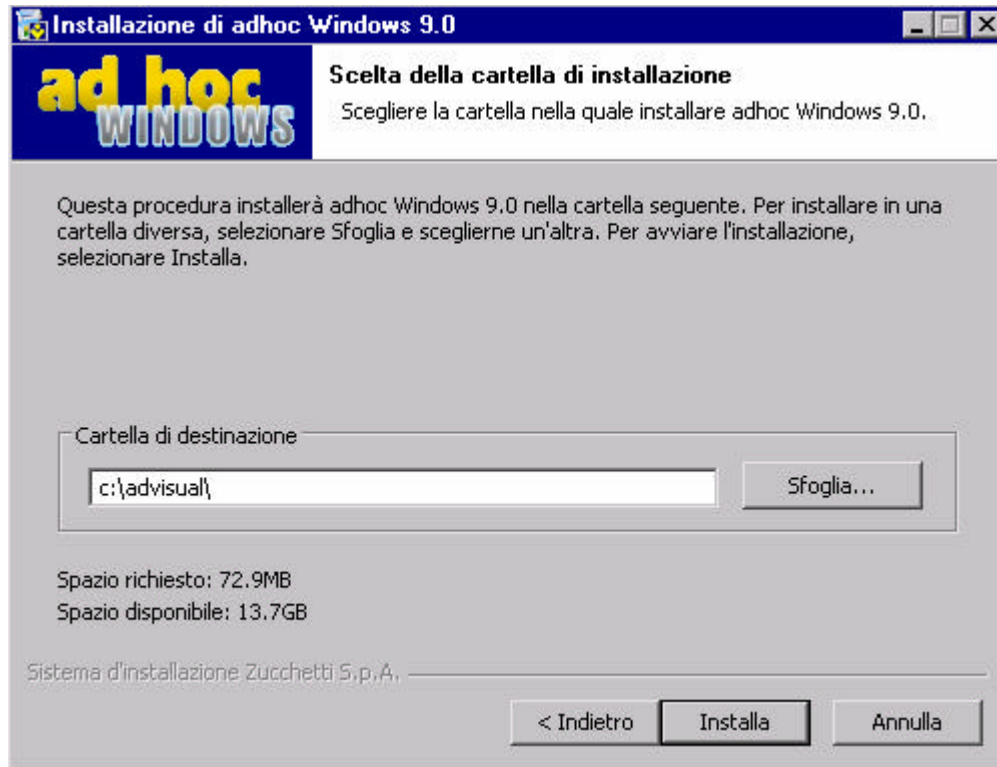 Installazione di adhoc Windows 9.0
ad hoc
WINDOWS
Scelta della cartella di installazione
Scegliere la cartella nella quale installare adhoc Windows 9.0.
Questa procedura installerà adhoc Windows 9.0 nella cartella seguente. Per installare in una
cartella diversa, selezionare Sfoglia e sceglierne un'altra. Per avviare l'installazione,
selezionare Installa.
Cartella di destinazione
c:\advisual\
Sfoglia...
Spazio richiesto: 72.9MB
Spazio disponibile: 13.7GB
Sistema d'installazione Zucchetti S.p.A.
< Indietro
Installa
Annulla